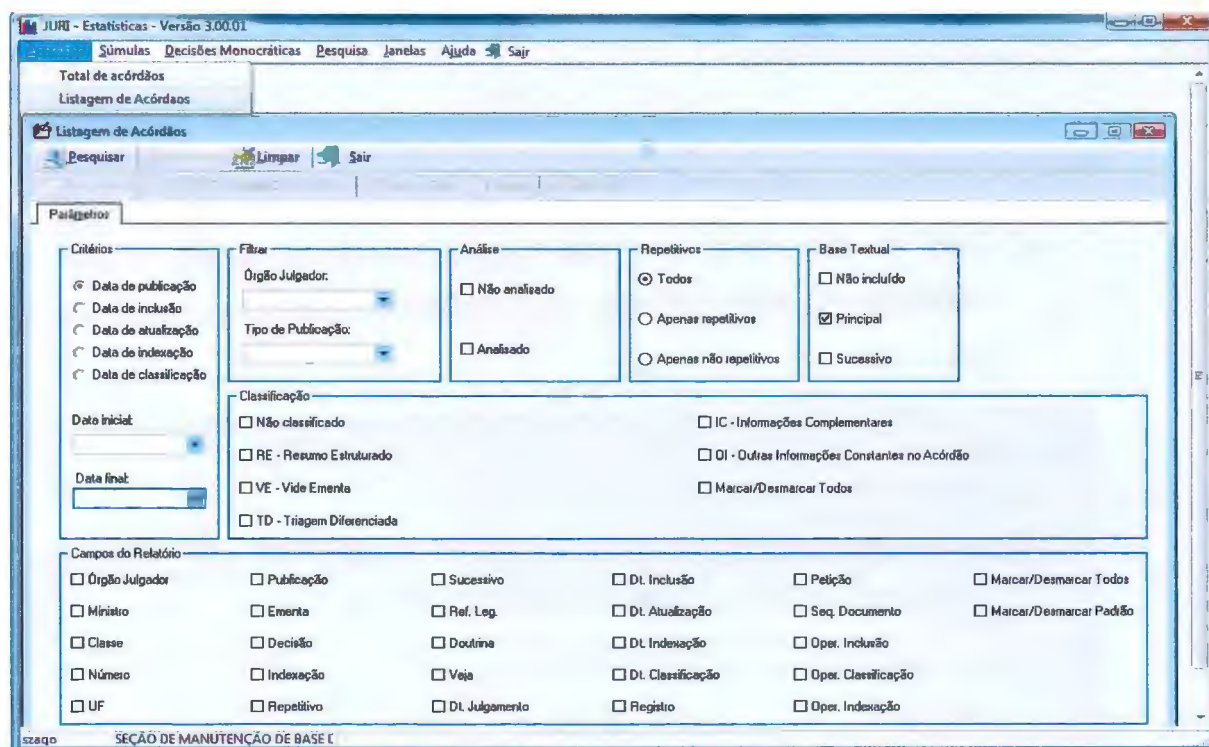 JURI - Estatísticas - Versão 3.00.01
Súmulas Decisões Monocráticas Pesquisa Janelas Ajuda Sair
Total de acórdãos
Listagem de Acórdaos
Listagem de Acórdãos
Pesquisar Limpar Sair
Parâmetros
Critérios
Data de publicação
Data de inclusão
Data de atualização
Data de indexação
Data de classificação
Data inicial:
Data final:
Filtrar
Órgão Julgador:
Tipo de Publicação:
Análise
Não analisado
Analisado
Repetitivos
Todos
Apenas repetitivos
Apenas não repetitivos
Base Textual
Não incluído
Principal
Sucessivo
Classificação
Não classificado
RE - Resumo Estruturado
VE - Vide Ementa
TD - Triagem Diferenciada
IC - Informações Complementares
OI - Outras Informações Constantes no Acórdão
Marcar/Desmarcar Todos
Campos do Relatório
Órgão Julgador Publicação Sucessivo Dt. Inclusão Petição Marcar/Desmarcar Todos
Ministro Ementa Ref. Leg. Dt. Atualização Seq. Documento Marcar/Desmarcar Padrão
Classe Decisão Doutrina Dt. Indexação Oper. Inclusão
Número Indexação Veja Dt. Classificação Oper. Classificação
UF Repetitivo Dt. Julgamento Registro Oper. Indexação
szago SEÇÃO DE MANUTENÇÃO DE BASE D